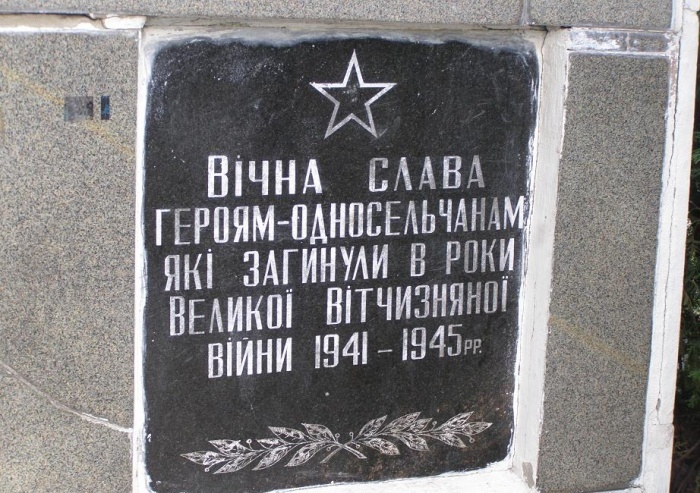 Вічна слава
героям-односельчанам
які загинули в роки
Великої Вітчизняної
війни 1941 – 1945рр.